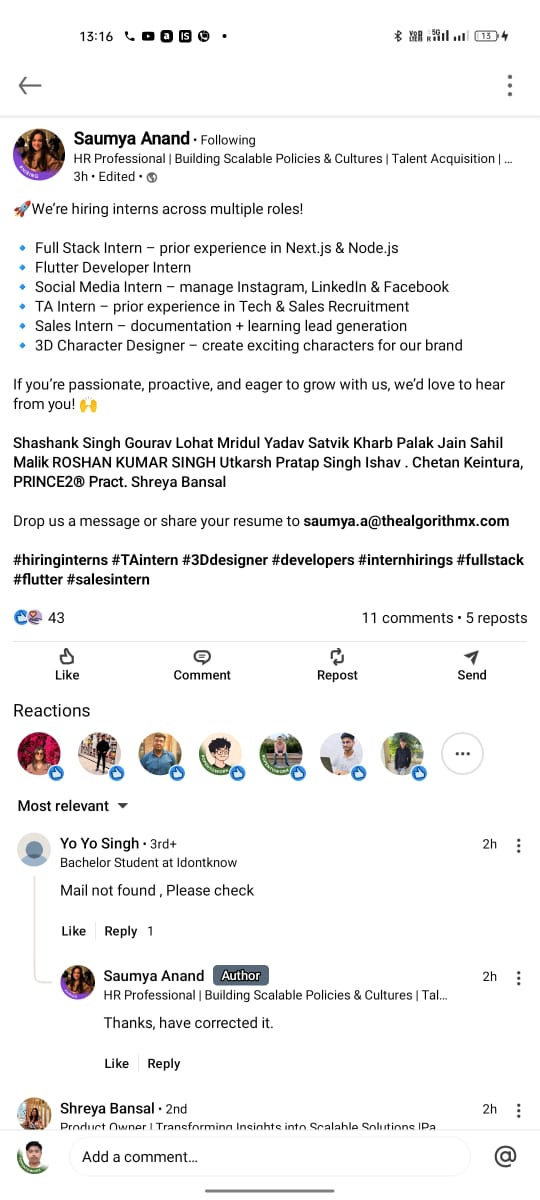 13:16
VoR
LTER
5G
R
13
Saumya Anand • Following
HR Professional | Building Scalable Policies & Cultures | Talent Acquisition | ...
3h • Edited •
🚀We're hiring interns across multiple roles!
🔹 Full Stack Intern – prior experience in Next.js & Node.js
🔹 Flutter Developer Intern
🔹 Social Media Intern – manage Instagram, LinkedIn & Facebook
🔹 TA Intern – prior experience in Tech & Sales Recruitment
🔹 Sales Intern – documentation + learning lead generation
🔹 3D Character Designer – create exciting characters for our brand
If you're passionate, proactive, and eager to grow with us, we'd love to hear
from you! 🙌
Shashank Singh Gourav Lohat Mridul Yadav Satvik Kharb Palak Jain Sahil
Malik ROSHAN KUMAR SINGH Utkarsh Pratap Singh Ishav . Chetan Keintura,
PRINCE2® Pract. Shreya Bansal
Drop us a message or share your resume to saumya.a@thealgorithmx.com
#hiringinterns #TAintern #3Ddesigner #developers #internhirings #fullstack
#flutter #salesintern
43
11 comments • 5 reposts
Like Comment Repost Send
Reactions
Most relevant
Yo Yo Singh • 3rd+ 2h
Bachelor Student at Idontknow
Mail not found , Please check
Like Reply 1
Saumya Anand Author 2h
HR Professional | Building Scalable Policies & Cultures | Tal...
Thanks, have corrected it.
Like Reply
Shreya Bansal • 2nd 2h
Product Owner | Transforming Insights into Scalable Solutions |Pa
Add a comment... @